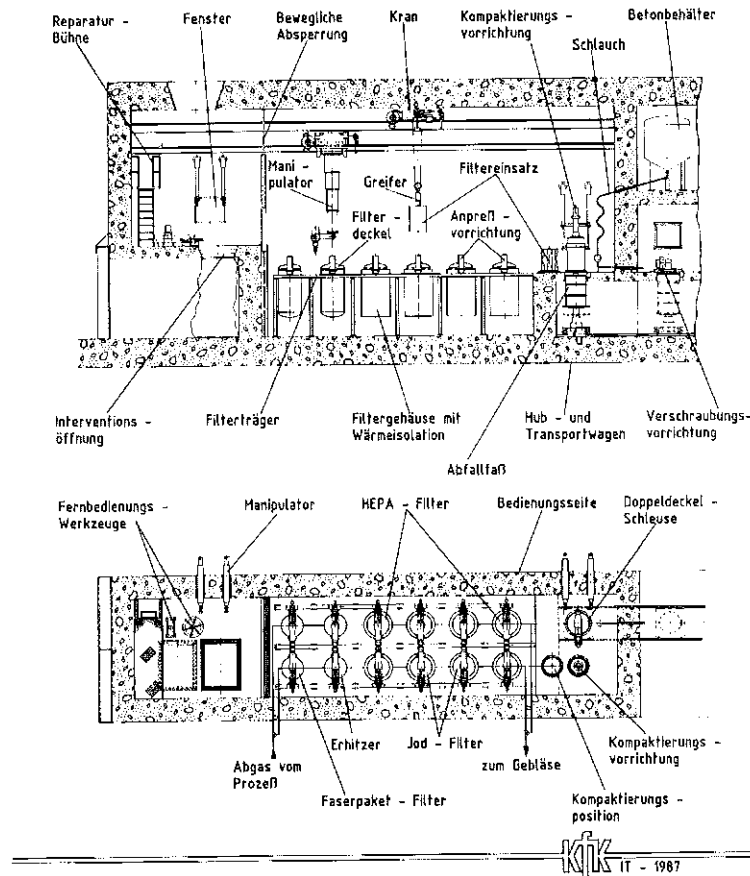 Reparatur -
Bühne
Fenster
Bewegliche
Absperrung
Kran
Kompaktierungs -
vorrichtung
Schlauch
Betonbehälter
Mani -
pulator
Greifer
Filtereinsatz
Filter -
deckel
Anpreß -
vorrichtung
Interventions -
öffnung
Filterträger
Filtergehäuse mit
Wärmeisolation
Hub - und
Transportwagen
Verschraubungs-
vorrichtung
Abfallfaß
Fernbedienungs -
Werkzeuge
Manipulator
HEPA - Filter
Bedienungsseite
Doppeldeckel -
Schleuse
Abgas vom
Prozeß
Erhitzer
Jod - Filter
zum Gebläse
Kompaktierungs -
vorrichtung
Faserpaket - Filter
Kompaktierungs -
position
KfK IT - 1987